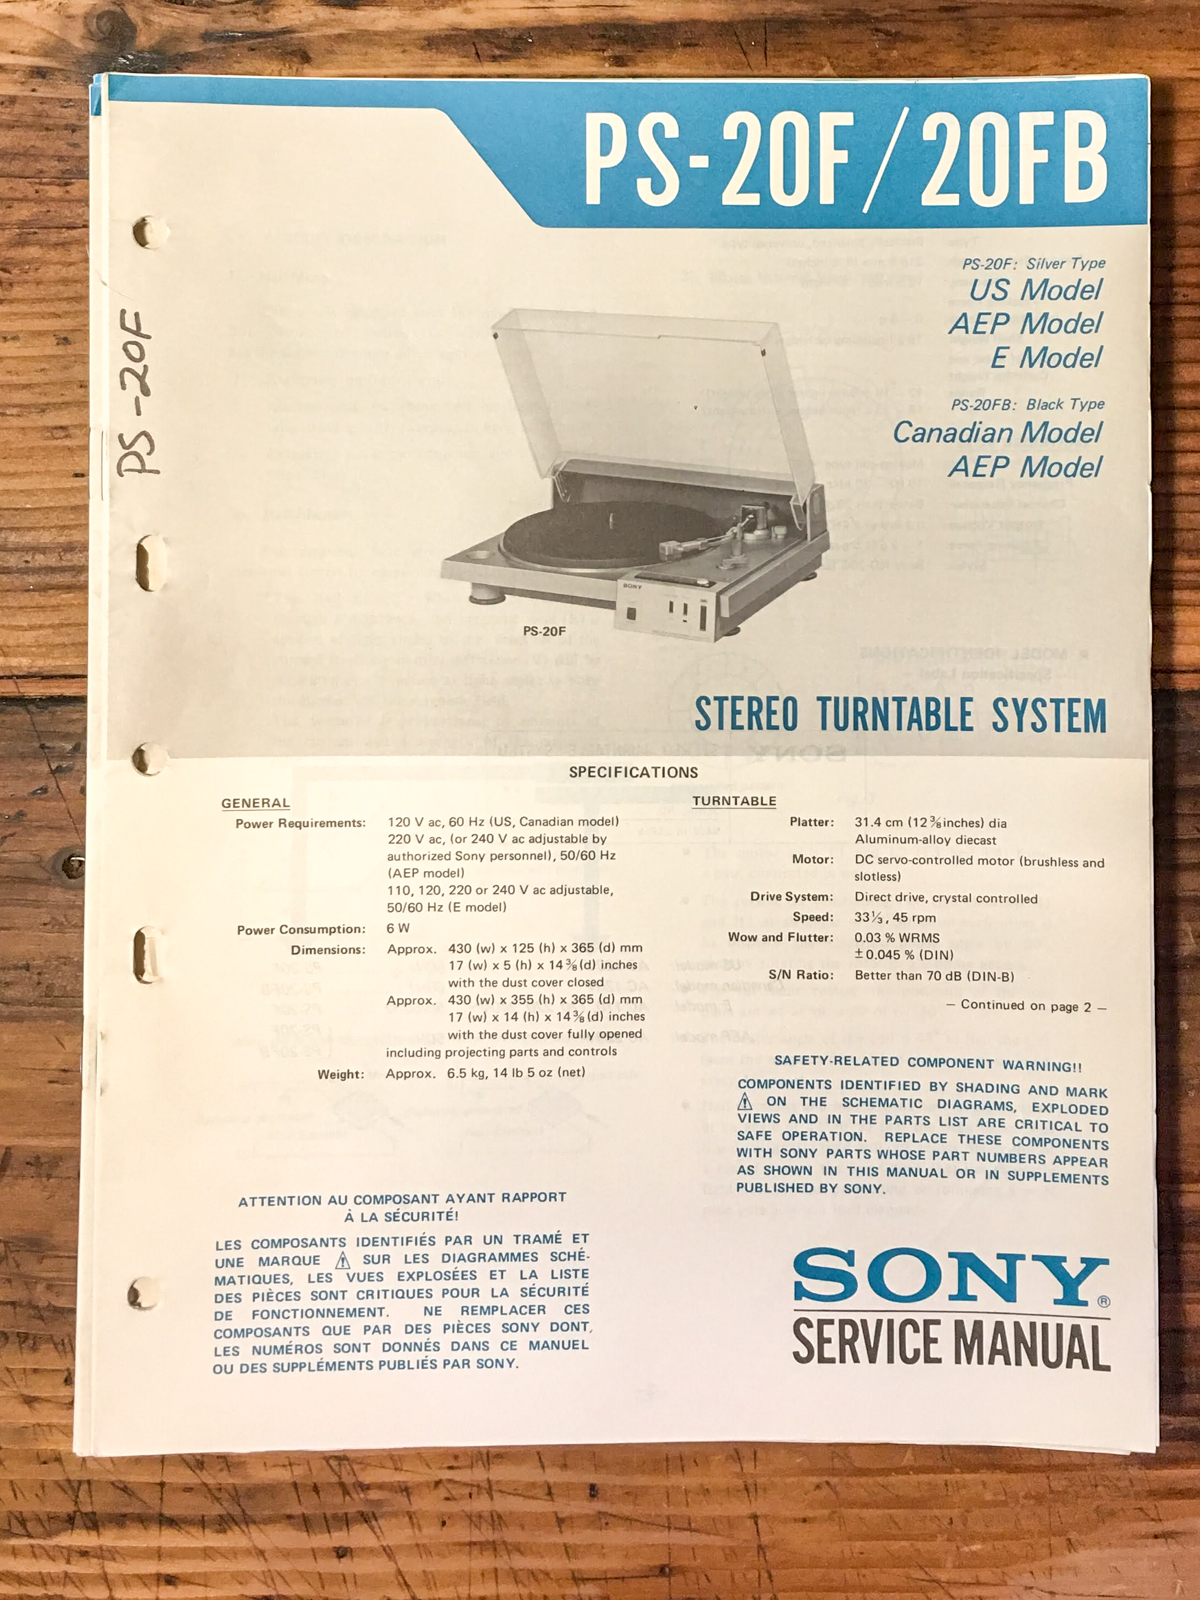 PS-20F/20FB
PS-20F
PS-20F: Silver Type
US Model
AEP Model
E Model
PS-20FB: Black Type
Canadian Model
AEP Model
SONY
PS-20F
STEREO TURNTABLE SYSTEM
SPECIFICATIONS
GENERAL
Power Requirements: 120 V ac, 60 Hz (US, Canadian model)
220 V ac, (or 240 V ac adjustable by
authorized Sony personnel), 50/60 Hz
(AEP model)
110, 120, 220 or 240 V ac adjustable,
50/60 Hz (E model)
Power Consumption: 6 W
Dimensions: Approx. 430 (w) x 125 (h) x 365 (d) mm
17 (w) x 5 (h) x 14 3/8 (d) inches
with the dust cover closed
Approx. 430 (w) x 355 (h) x 365 (d) mm
17 (w) x 14 (h) x 14 3/8 (d) inches
with the dust cover fully opened
including projecting parts and controls
Weight: Approx. 6.5 kg, 14 lb 5 oz (net)
TURNTABLE
Platter: 31.4 cm (12 3/8 inches) dia
Aluminum-alloy diecast
Motor: DC servo-controlled motor (brushless and
slotless)
Drive System: Direct drive, crystal controlled
Speed: 33 1/3, 45 rpm
Wow and Flutter: 0.03 % WRMS
±0.045 % (DIN)
S/N Ratio: Better than 70 dB (DIN-B)
— Continued on page 2 —
SAFETY-RELATED COMPONENT WARNING!!
COMPONENTS IDENTIFIED BY SHADING AND MARK
⚠ ON THE SCHEMATIC DIAGRAMS, EXPLODED
VIEWS AND IN THE PARTS LIST ARE CRITICAL TO
SAFE OPERATION. REPLACE THESE COMPONENTS
WITH SONY PARTS WHOSE PART NUMBERS APPEAR
AS SHOWN IN THIS MANUAL OR IN SUPPLEMENTS
PUBLISHED BY SONY.
ATTENTION AU COMPOSANT AYANT RAPPORT
À LA SÉCURITÉ!
LES COMPOSANTS IDENTIFIÉS PAR UN TRAMÉ ET
UNE MARQUE ⚠ SUR LES DIAGRAMMES SCHÉ-
MATIQUES, LES VUES EXPLOSÉES ET LA LISTE
DES PIÈCES SONT CRITIQUES POUR LA SÉCURITÉ
DE FONCTIONNEMENT. NE REMPLACER CES
COMPOSANTS QUE PAR DES PIÈCES SONY DONT,
LES NUMÉROS SONT DONNÉS DANS CE MANUEL
OU DES SUPPLÉMENTS PUBLIÉS PAR SONY.
SONY®
SERVICE MANUAL